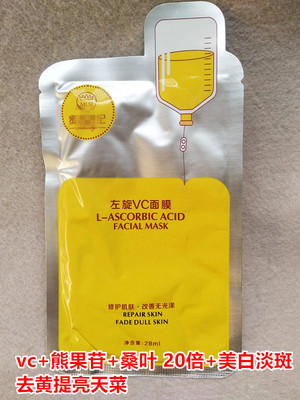 左旋VC面膜
L-ASCORBIC ACID
FACIAL MASK
修护肌肤·改善无光泽
REPAIR SKIN
FADE DULL SKIN
净含量:28ml
vc+熊果苷+桑叶 20倍+美白淡斑
去黄提亮天菜